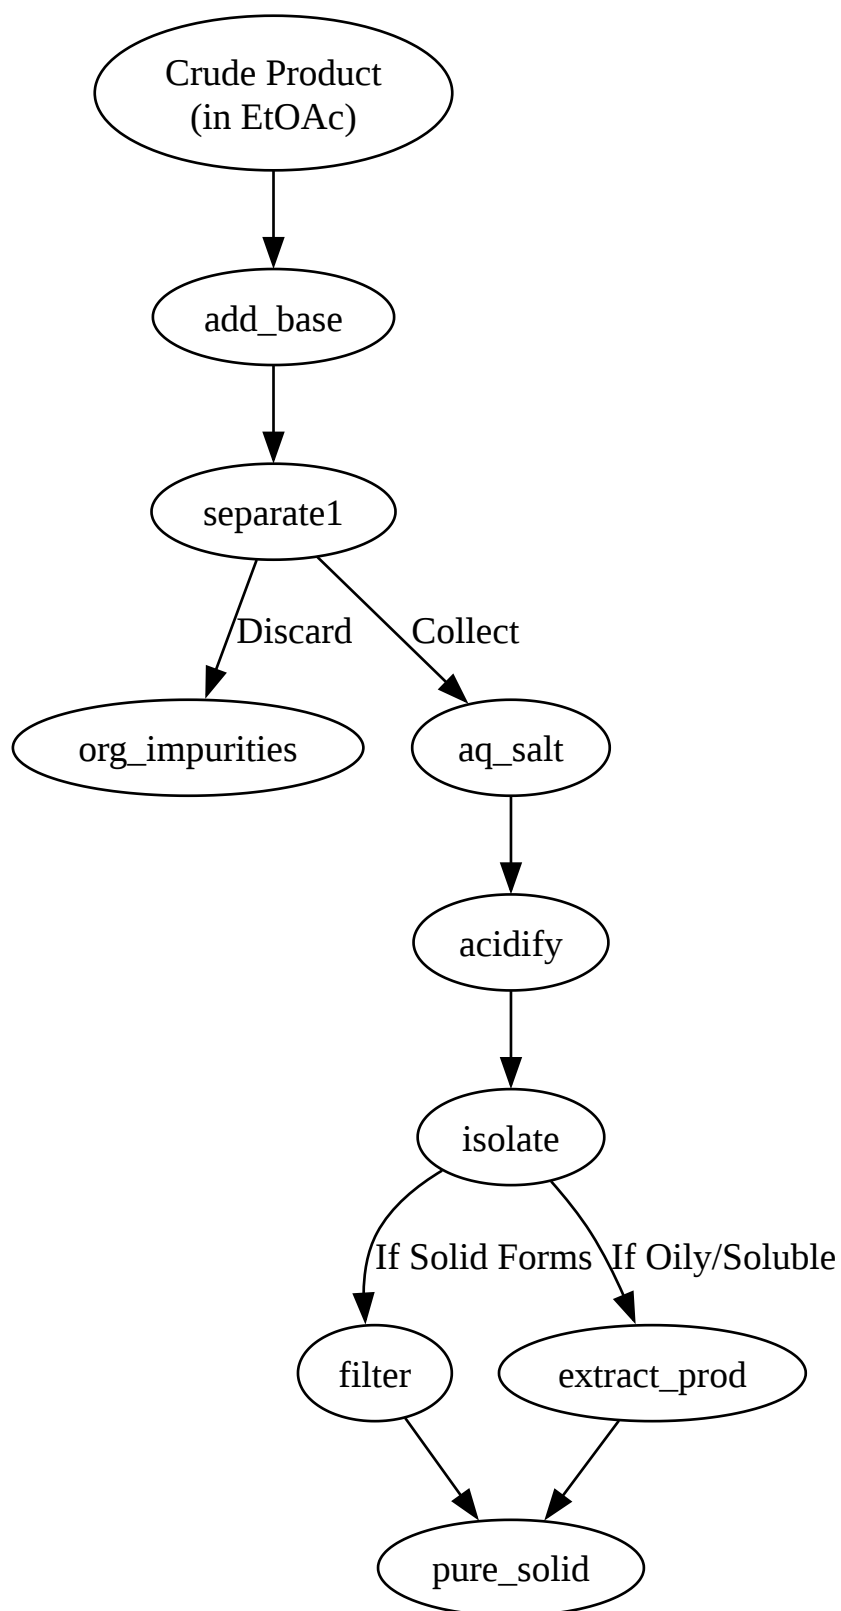 Crude Product
(in EtOAc)
add_base
separate1
Discard
Collect
org_impurities
aq_salt
acidify
isolate
If Solid Forms
If Oily/Soluble
filter
extract_prod
pure_solid